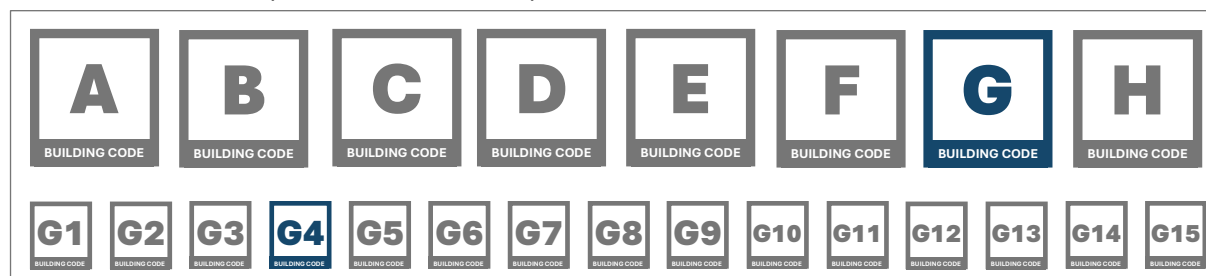 A B C D E F G H
BUILDING CODE BUILDING CODE BUILDING CODE BUILDING CODE BUILDING CODE BUILDING CODE BUILDING CODE BUILDING CODE
G1 G2 G3 G4 G5 G6 G7 G8 G9 G10 G11 G12 G13 G14 G15
BUILDING CODE BUILDING CODE BUILDING CODE BUILDING CODE BUILDING CODE BUILDING CODE BUILDING CODE BUILDING CODE BUILDING CODE BUILDING CODE BUILDING CODE BUILDING CODE BUILDING CODE BUILDING CODE BUILDING CODE